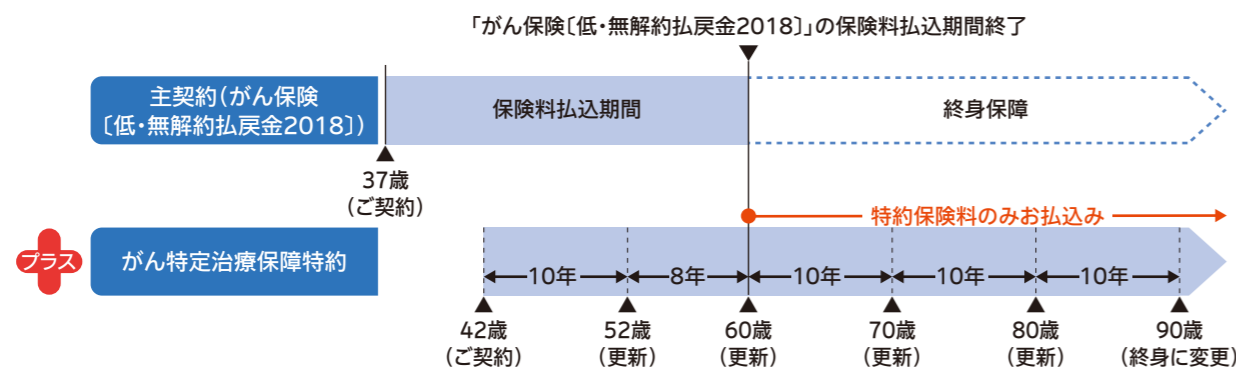 「がん保険〔低・無解約払戻金2018〕」の保険料払込期間終了
主契約（がん保険
〔低・無解約払戻金2018〕）
保険料払込期間
終身保障
37歳
（ご契約）
特約保険料のみお払込み
プラス
がん特定治療保障特約
10年
8年
10年
10年
10年
42歳
（ご契約）
52歳
（更新）
60歳
（更新）
70歳
（更新）
80歳
（更新）
90歳
（終身に変更）